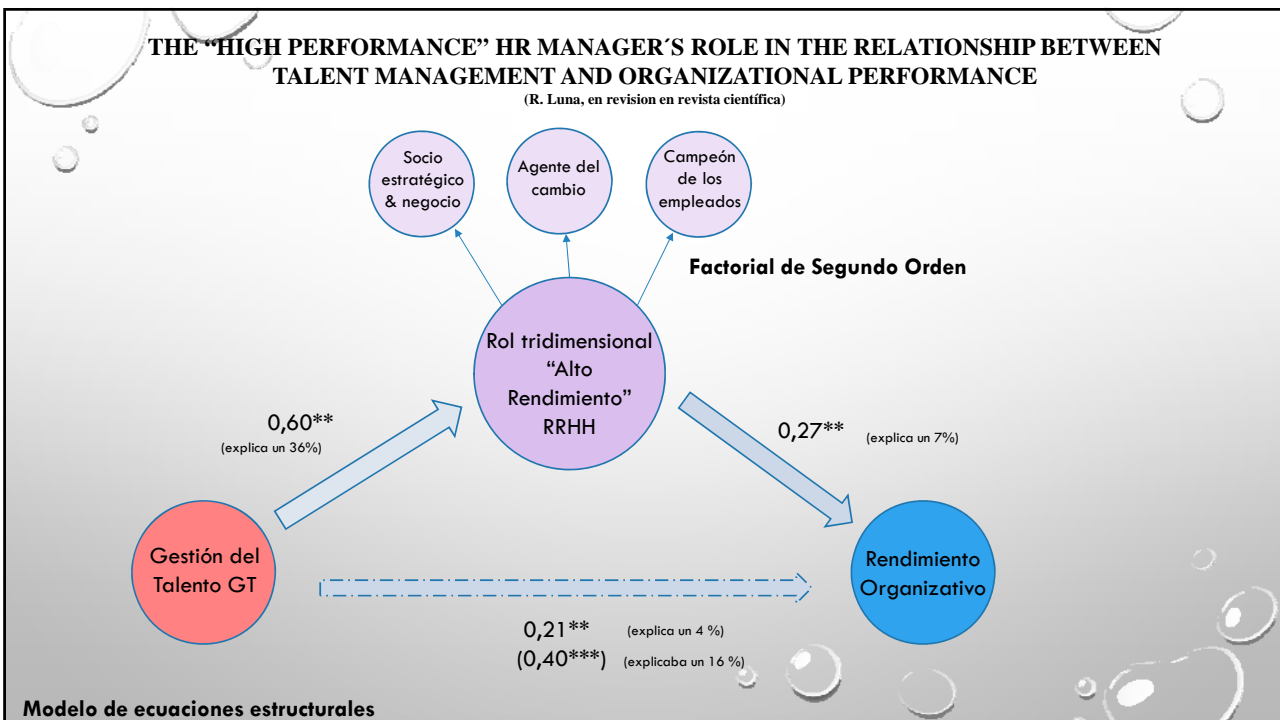 THE “HIGH PERFORMANCE” HR MANAGER´S ROLE IN THE RELATIONSHIP BETWEEN
TALENT MANAGEMENT AND ORGANIZATIONAL PERFORMANCE
(R. Luna, en revision en revista científica)
Socio
estratégico
& negocio
Agente del
cambio
Campeón
de los
empleados
Factorial de Segundo Orden
Rol tridimensional
“Alto
Rendimiento”
RRHH
0,60**
(explica un 36%)
0,27** (explica un 7%)
Gestión del
Talento GT
Rendimiento
Organizativo
0,21** (explica un 4 %)
(0,40***) (explicaba un 16 %)
Modelo de ecuaciones estructurales